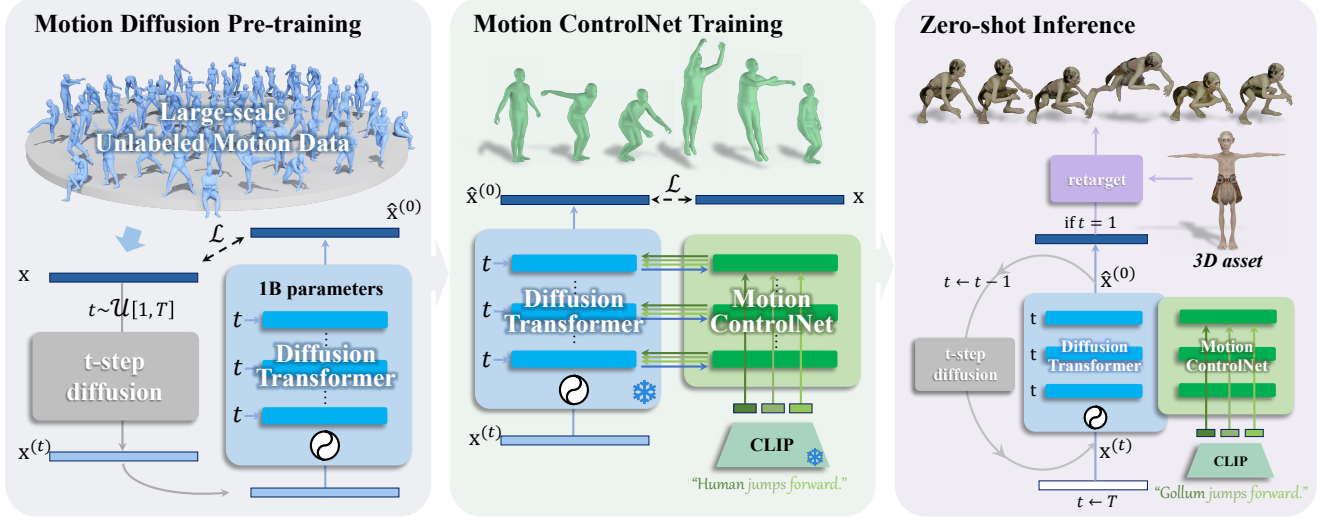 Motion Diffusion Pre-training
Large-scale
Unlabeled Motion Data
x̂⁽⁰⁾
ℒ
x
t~𝒰[1, T]
t-step
diffusion
x⁽ᵗ⁾
1B parameters
t
t
Diffusion
Transformer
t
Motion ControlNet Training
x̂⁽⁰⁾
ℒ
x
t
t
Diffusion
Transformer
t
Motion
ControlNet
x⁽ᵗ⁾
CLIP
“Human jumps forward.”
Zero-shot Inference
retarget
3D asset
if t = 1
x̂⁽⁰⁾
t ← t − 1
t-step
diffusion
t
t
t
Diffusion
Transformer
Motion
ControlNet
x⁽ᵗ⁾
CLIP
t ← T
“Gollum jumps forward.”